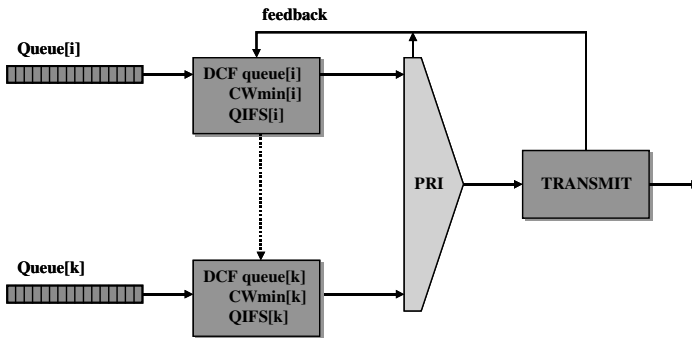 feedback
Queue[i]
DCF queue[i]
CWmin[i]
QIFS[i]
PRI
TRANSMIT
Queue[k]
DCF queue[k]
CWmin[k]
QIFS[k]